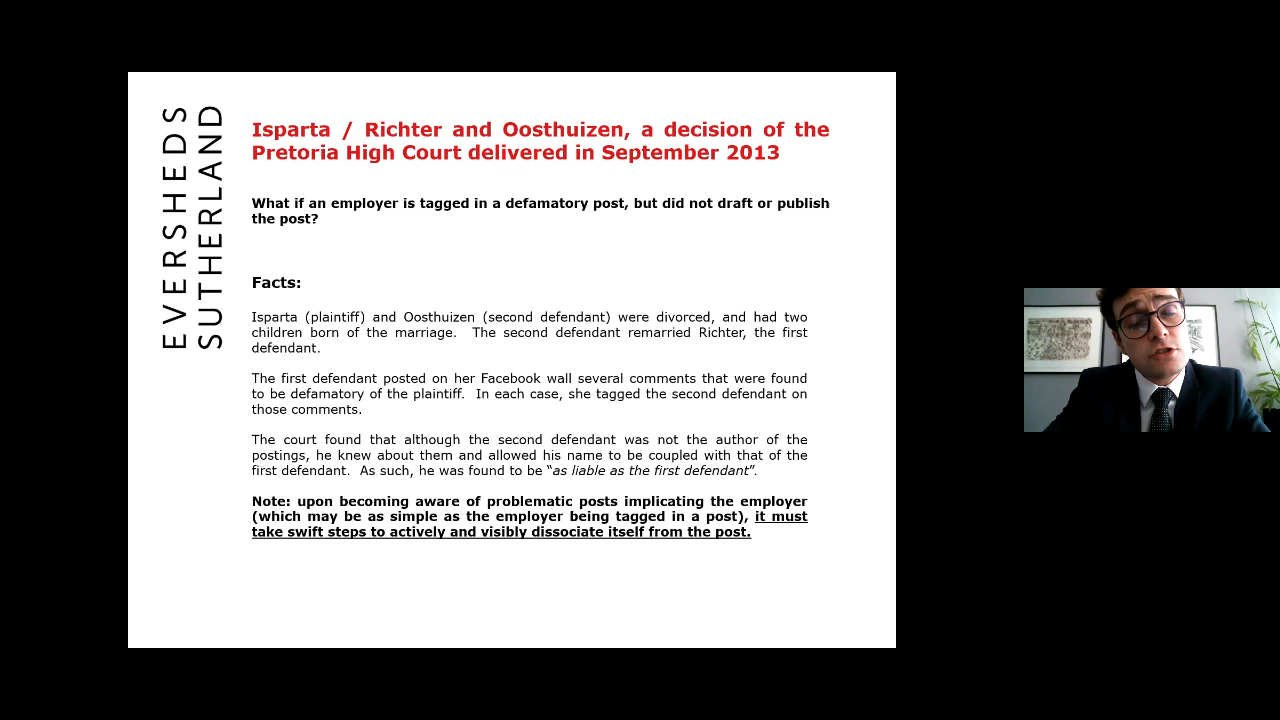 EVERSHEDS
SUTHERLAND
Isparta / Richter and Oosthuizen, a decision of the
Pretoria High Court delivered in September 2013
What if an employer is tagged in a defamatory post, but did not draft or publish
the post?
Facts:
Isparta (plaintiff) and Oosthuizen (second defendant) were divorced, and had two
children born of the marriage. The second defendant remarried Richter, the first
defendant.
The first defendant posted on her Facebook wall several comments that were found
to be defamatory of the plaintiff. In each case, she tagged the second defendant on
those comments.
The court found that although the second defendant was not the author of the
postings, he knew about them and allowed his name to be coupled with that of the
first defendant. As such, he was found to be “as liable as the first defendant”.
Note: upon becoming aware of problematic posts implicating the employer
(which may be as simple as the employer being tagged in a post), it must
take swift steps to actively and visibly dissociate itself from the post.